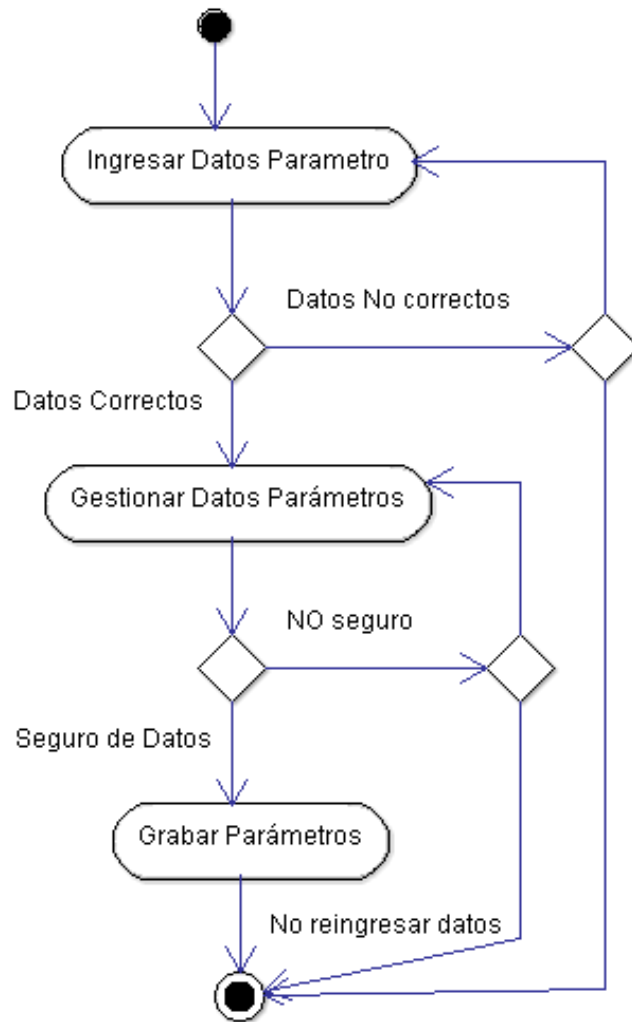 Ingresar Datos Parametro
Datos No correctos
Datos Correctos
Gestionar Datos Parámetros
NO seguro
Seguro de Datos
Grabar Parámetros
No reingresar datos